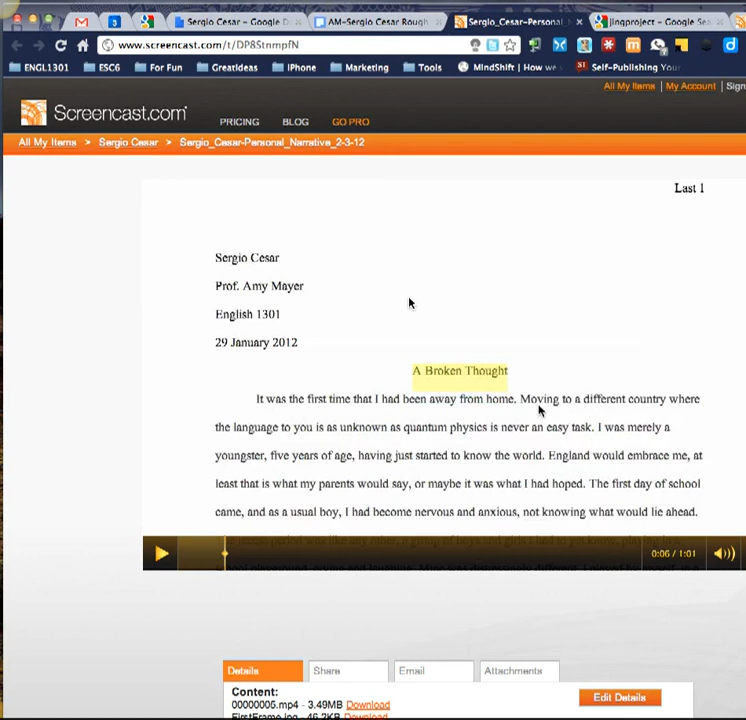 Sergio Cesar – Google D
AM–Sergio Cesar Rough
Sergio_Cesar–Personal_
jingproject – Google Sea
www.screencast.com/t/DP8StnmpfN
ENGL1301
ESC6
For Fun
GreatIdeas
iPhone
Marketing
Tools
MindShift | How we
Self-Publishing You
All My Items | My Account | Sign
Screencast.com
PRICING
BLOG
GO PRO
All My Items > Sergio Cesar > Sergio_Cesar-Personal_Narrative_2-3-12
Last 1
Sergio Cesar
Prof. Amy Mayer
English 1301
29 January 2012
A Broken Thought
It was the first time that I had been away from home. Moving to a different country where
the language to you is as unknown as quantum physics is never an easy task. I was merely a
youngster, five years of age, having just started to know the world. England would embrace me, at
least that is what my parents would say, or maybe it was what I had hoped. The first day of school
came, and as a usual boy, I had become nervous and anxious, not knowing what would lie ahead.
0:06 / 1:01
Details
Share
Email
Attachments
Content:
00000005.mp4 - 3.49MB Download
FirstFrame.jpg - 46.2KB Download
Edit Details